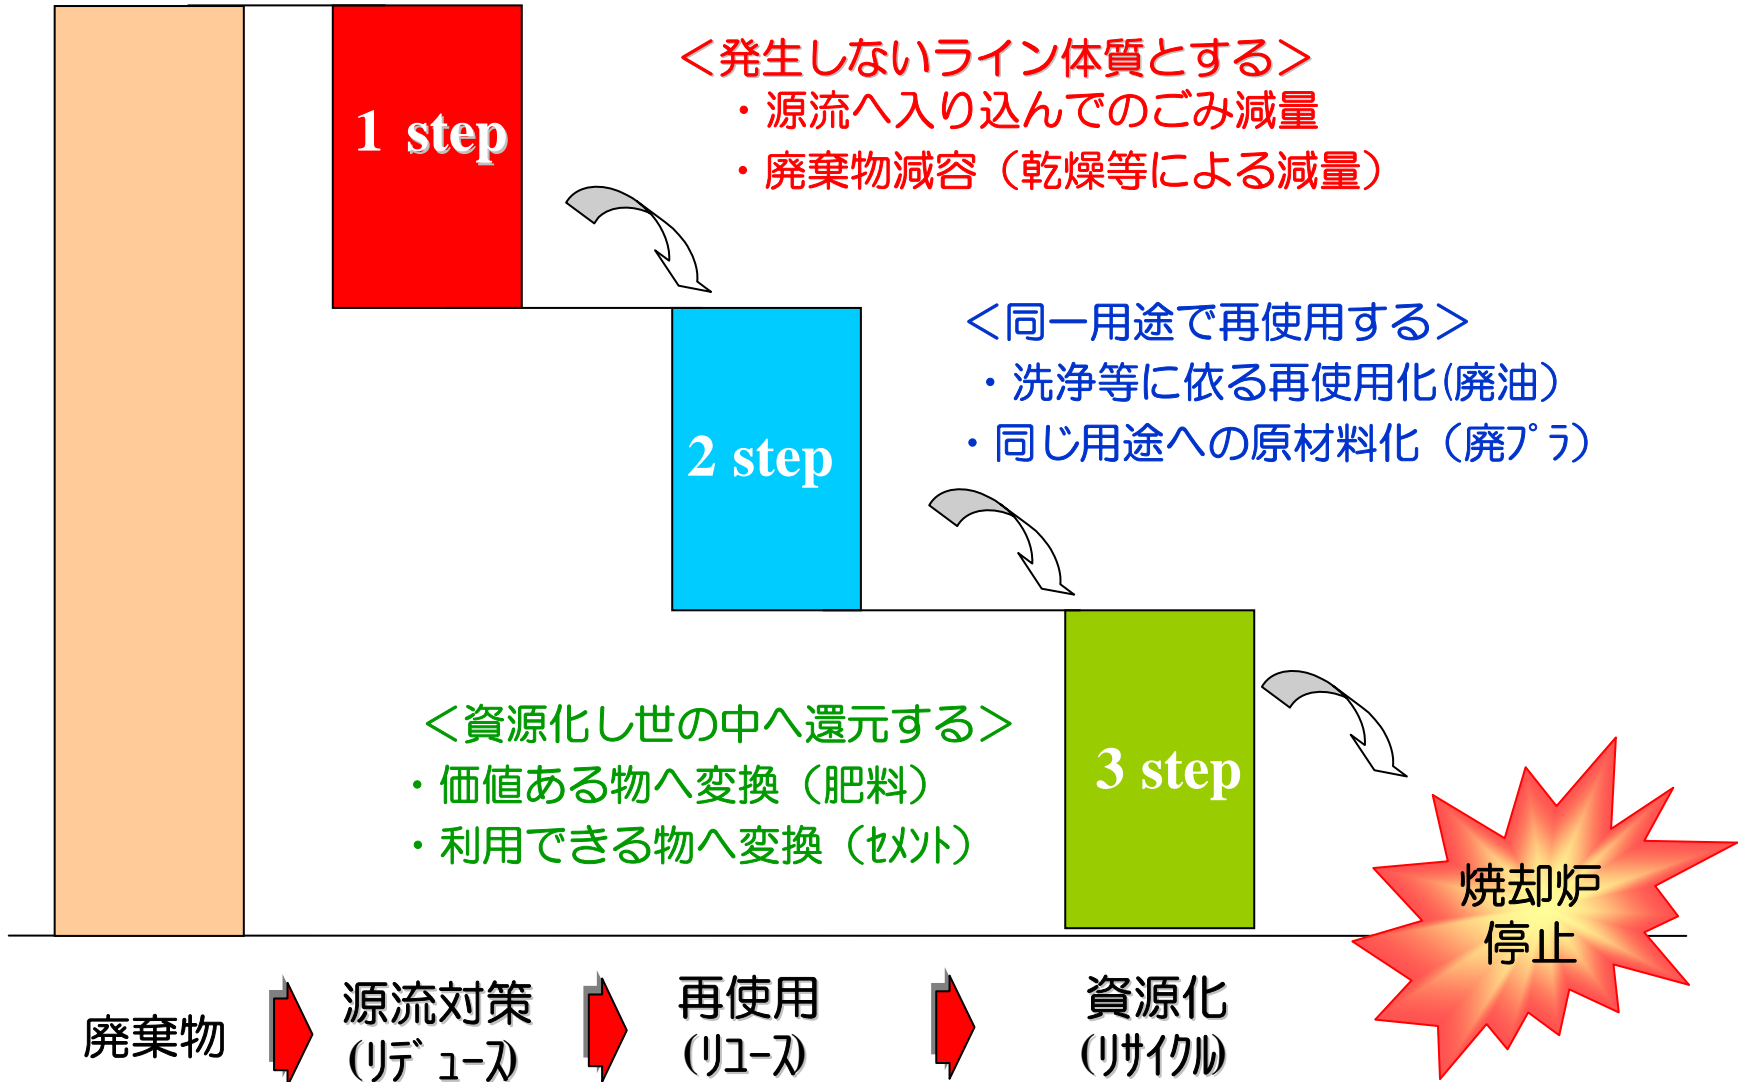 1 step
＜発生しないライン体質とする＞
・源流へ入り込んでのごみ減量
・廃棄物減容（乾燥等による減量）
2 step
＜同一用途で再使用する＞
・洗浄等に依る再使用化(廃油）
・同じ用途への原材料化（廃ﾌﾟﾗ）
3 step
＜資源化し世の中へ還元する＞
・価値ある物へ変換（肥料）
・利用できる物へ変換（ｾﾒﾝﾄ）
焼却炉
停止
廃棄物
源流対策
(ﾘﾃﾞｭｰｽ)
再使用
(ﾘﾕｰｽ)
資源化
(ﾘｻｲｸﾙ)